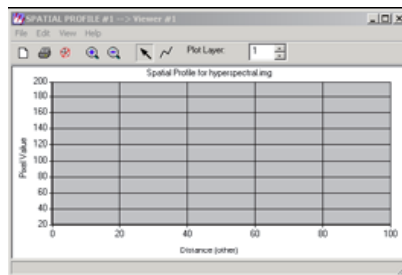 SPATIAL PROFILE #1 --> Viewer #1
File Edit View Help
Plot Layer: 1
Spatial Profile for hyperspectral.img
200
180
160
140
120
100
80
60
40
20
Pixel Value
0 20 40 60 80 100
Distance (other)